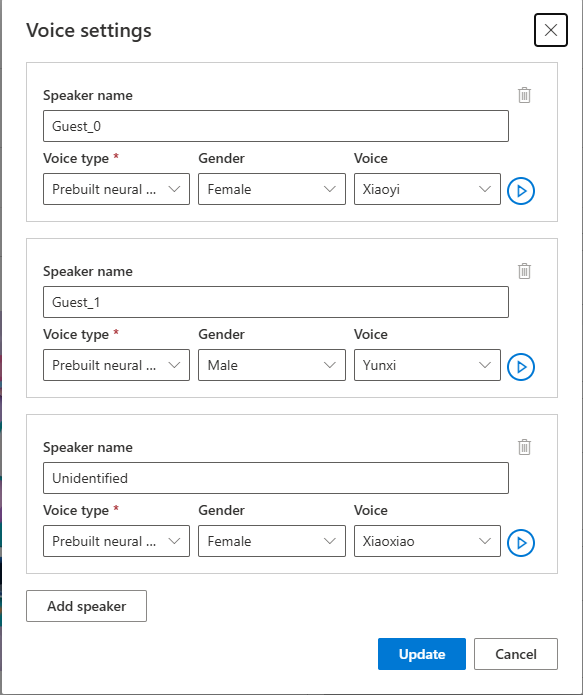 Voice settings
Speaker name
Guest_0
Voice type * Gender Voice
Prebuilt neural ... Female Xiaoyi
Speaker name
Guest_1
Voice type * Gender Voice
Prebuilt neural ... Male Yunxi
Speaker name
Unidentified
Voice type * Gender Voice
Prebuilt neural ... Female Xiaoxiao
Add speaker
Update Cancel